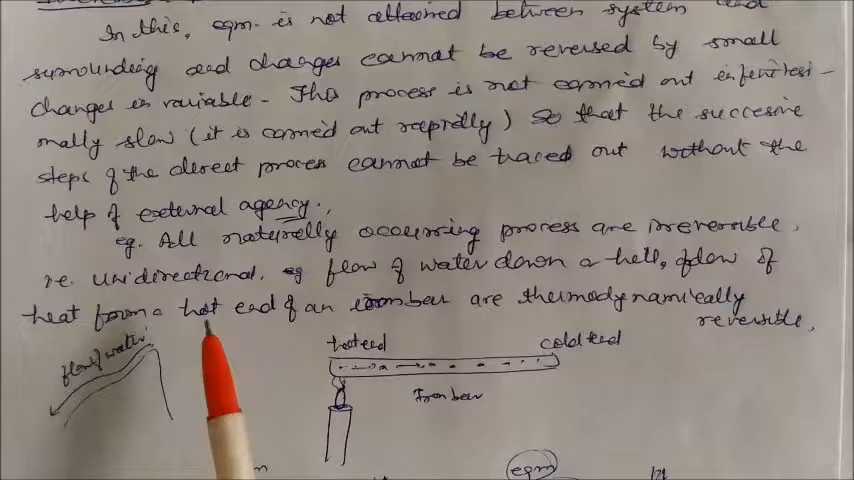 In this, eqm. is not attained between system and
surrounding and changes cannot be reversed by small
changes in variable - This process is not carried out infinitesi-
mally slow (it is carried out rapidly) so that the succesive
steps of the direct process cannot be traced out without the
help of external agency.
eg. All naturally occurring process are irreversible,
i.e. unidirectional. eg flow of water down a hill, flow of
heat from a hot end of an iron bar are thermodynamically
reversible.
flow of water
hot end
cold end
Iron bar
eqm